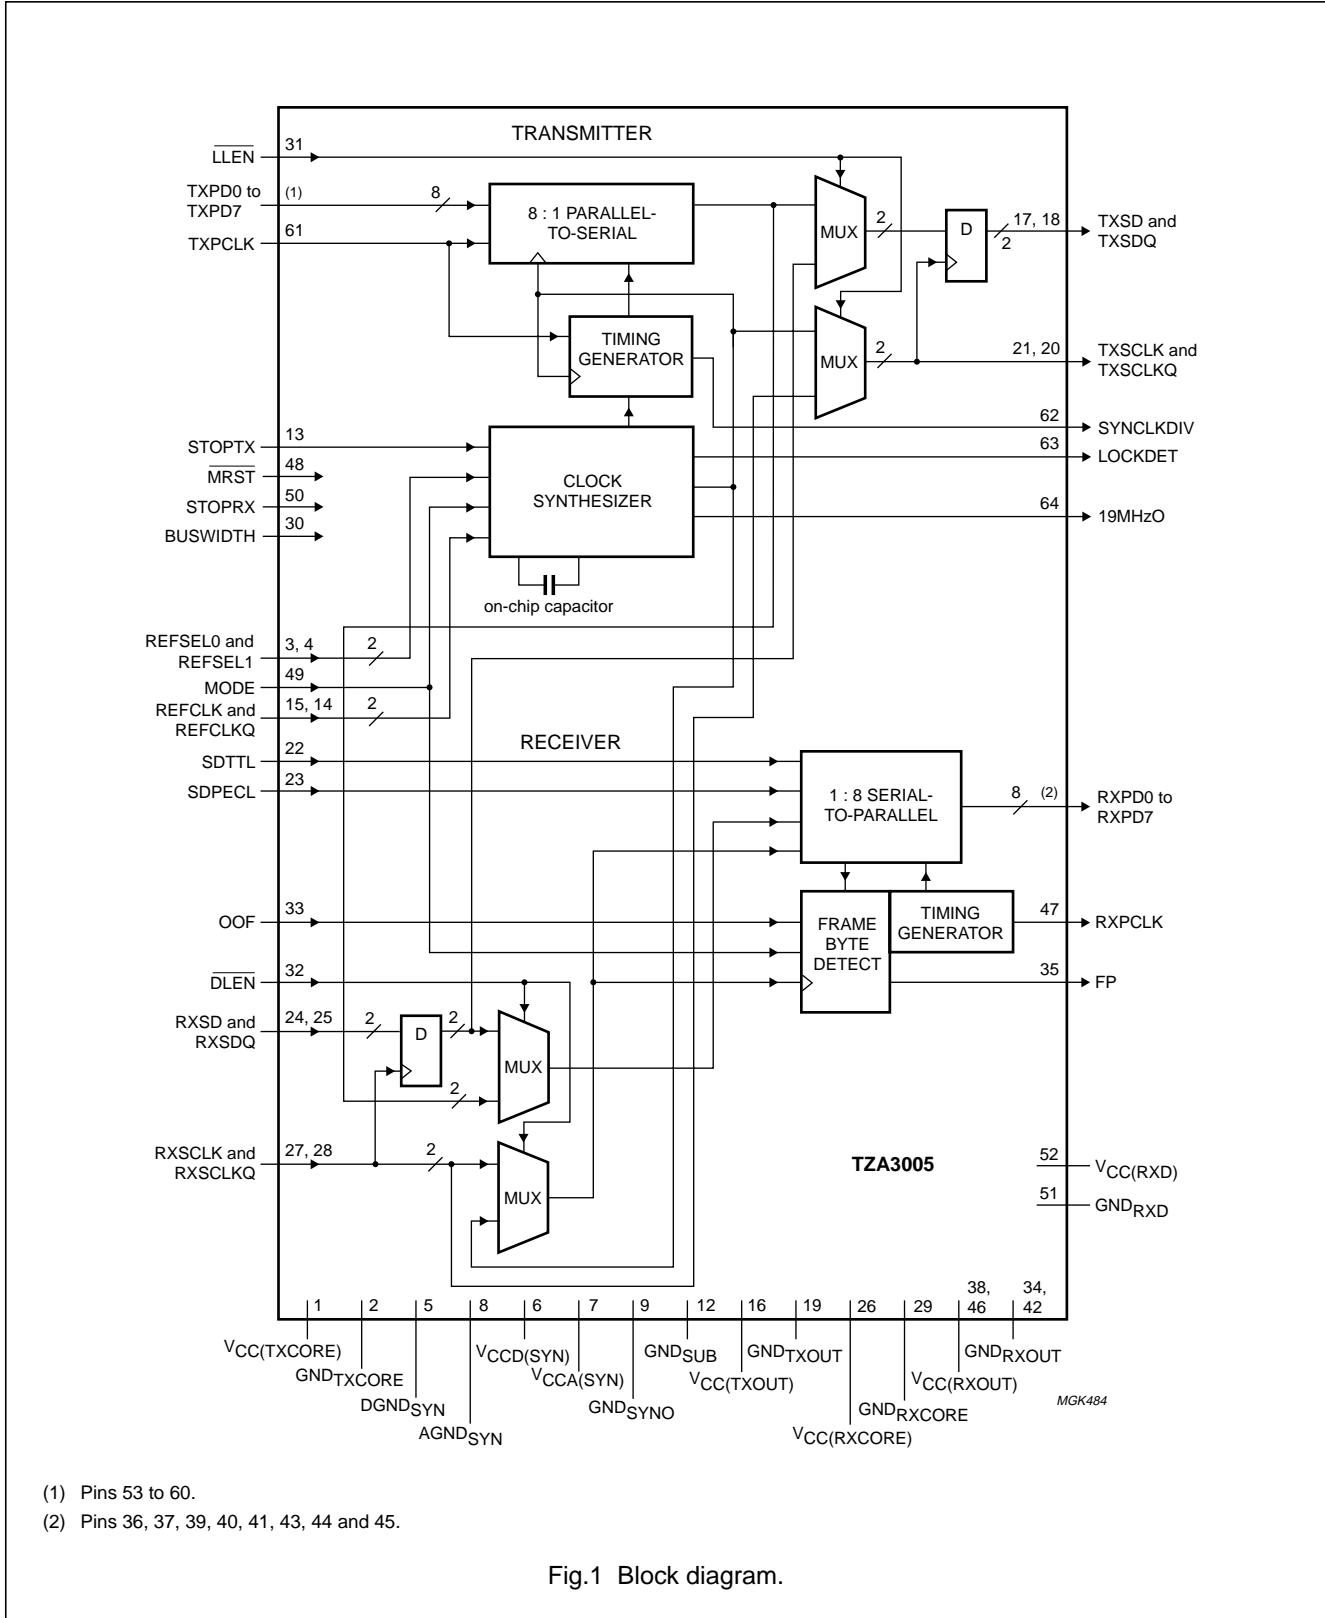 TRANSMITTER
LLEN
31
TXPD0 to
TXPD7
(1)
8
TXPCLK
61
8 : 1 PARALLEL-
TO-SERIAL
MUX
2
D
17, 18
2
TXSD and
TXSDQ
TIMING
GENERATOR
MUX
2
21, 20
TXSCLK and
TXSCLKQ
62
SYNCLKDIV
63
LOCKDET
64
19MHzO
STOPTX
13
MRST
48
STOPRX
50
BUSWIDTH
30
CLOCK
SYNTHESIZER
on-chip capacitor
REFSEL0 and
REFSEL1
3, 4
2
MODE
49
REFCLK and
REFCLKQ
15, 14
2
RECEIVER
SDTTL
22
SDPECL
23
1 : 8 SERIAL-
TO-PARALLEL
8
(2)
RXPD0 to
RXPD7
OOF
33
FRAME
BYTE
DETECT
TIMING
GENERATOR
47
RXPCLK
35
FP
DLEN
32
RXSD and
RXSDQ
24, 25
2
D
2
MUX
2
RXSCLK and
RXSCLKQ
27, 28
2
MUX
TZA3005
52
VCC(RXD)
51
GNDRXD
1
2
5
8
6
7
9
12
16
19
26
29
38,
46
34,
42
VCC(TXCORE)
GNDTXCORE
DGNDSYN
AGNDSYN
VCCD(SYN)
VCCA(SYN)
GNDSYNO
GNDSUB
VCC(TXOUT)
GNDTXOUT
VCC(RXCORE)
GNDRXCORE
VCC(RXOUT)
GNDRXOUT
MGK484
(1) Pins 53 to 60.
(2) Pins 36, 37, 39, 40, 41, 43, 44 and 45.
Fig.1 Block diagram.